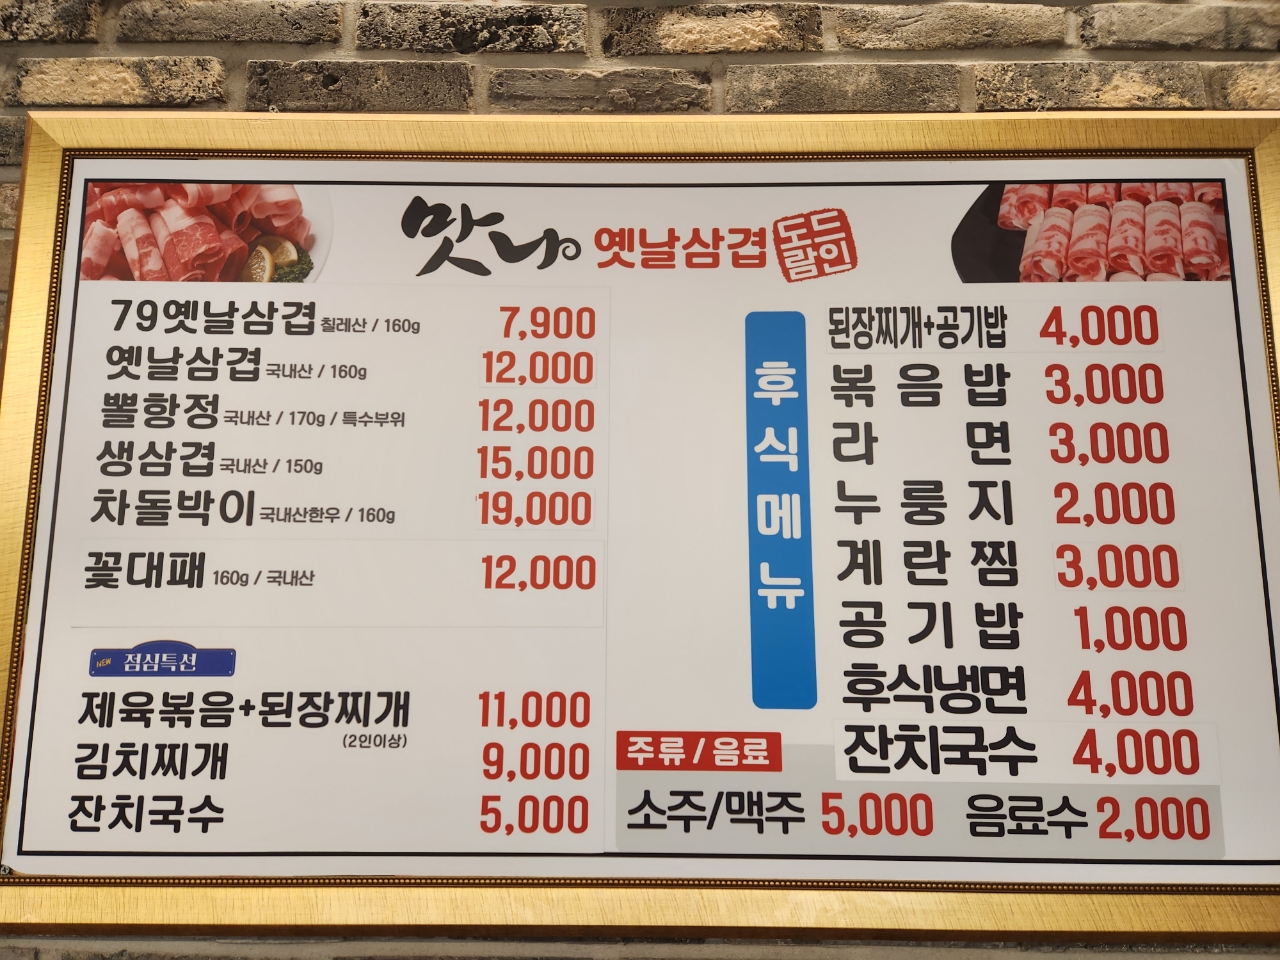 맛나 옛날삼겹 도드람인
79옛날삼겹 칠레산 / 160g 7,900
옛날삼겹 국내산 / 160g 12,000
뽈항정 국내산 / 170g / 특수부위 12,000
생삼겹 국내산 / 150g 15,000
차돌박이 국내산한우 / 160g 19,000
꽃대패 160g / 국내산 12,000
NEW 점심특선
제육볶음+된장찌개 11,000
(2인이상)
김치찌개 9,000
잔치국수 5,000
후식메뉴
된장찌개+공기밥 4,000
볶음밥 3,000
라면 3,000
누룽지 2,000
계란찜 3,000
공기밥 1,000
후식냉면 4,000
잔치국수 4,000
주류 / 음료
소주/맥주 5,000 음료수 2,000